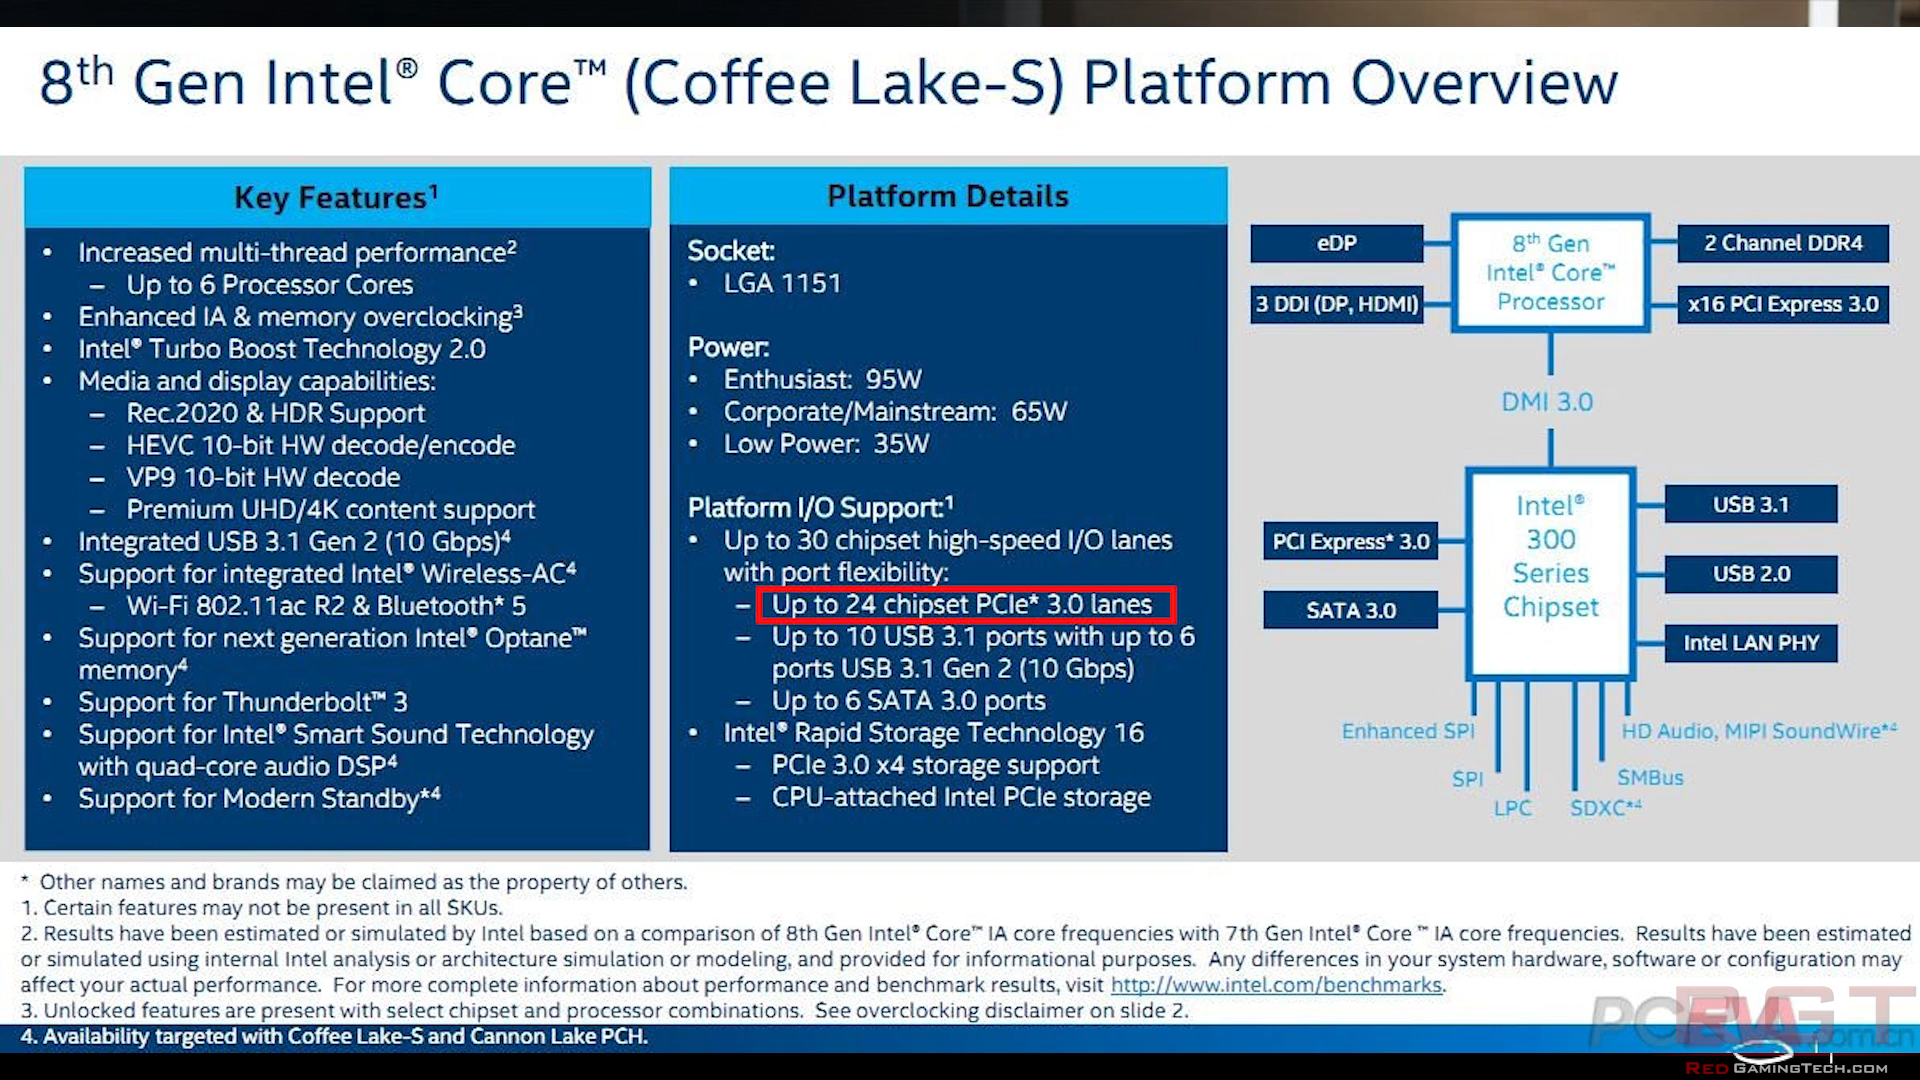 8th Gen Intel® Core™ (Coffee Lake-S) Platform Overview
Key Features1
• Increased multi-thread performance2
– Up to 6 Processor Cores
• Enhanced IA & memory overclocking3
• Intel® Turbo Boost Technology 2.0
• Media and display capabilities:
– Rec.2020 & HDR Support
– HEVC 10-bit HW decode/encode
– VP9 10-bit HW decode
– Premium UHD/4K content support
• Integrated USB 3.1 Gen 2 (10 Gbps)4
• Support for integrated Intel® Wireless-AC4
– Wi-Fi 802.11ac R2 & Bluetooth* 5
• Support for next generation Intel® Optane™
memory4
• Support for Thunderbolt™ 3
• Support for Intel® Smart Sound Technology
with quad-core audio DSP4
• Support for Modern Standby*4
Platform Details
Socket:
• LGA 1151
Power:
• Enthusiast: 95W
• Corporate/Mainstream: 65W
• Low Power: 35W
Platform I/O Support:1
• Up to 30 chipset high-speed I/O lanes
with port flexibility:
– Up to 24 chipset PCIe* 3.0 lanes
– Up to 10 USB 3.1 ports with up to 6
ports USB 3.1 Gen 2 (10 Gbps)
– Up to 6 SATA 3.0 ports
• Intel® Rapid Storage Technology 16
– PCIe 3.0 x4 storage support
– CPU-attached Intel PCIe storage
eDP
3 DDI (DP, HDMI)
8th Gen
Intel® Core™
Processor
2 Channel DDR4
x16 PCI Express 3.0
DMI 3.0
PCI Express* 3.0
SATA 3.0
Intel®
300
Series
Chipset
USB 3.1
USB 2.0
Intel LAN PHY
Enhanced SPI
SPI
LPC
SDXC*4
SMBus
HD Audio, MIPI SoundWire*4
* Other names and brands may be claimed as the property of others.
1. Certain features may not be present in all SKUs.
2. Results have been estimated or simulated by Intel based on a comparison of 8th Gen Intel® Core™ IA core frequencies with 7th Gen Intel® Core ™ IA core frequencies. Results have been estimated
or simulated using internal Intel analysis or architecture simulation or modeling, and provided for informational purposes. Any differences in your system hardware, software or configuration may
affect your actual performance. For more complete information about performance and benchmark results, visit http://www.intel.com/benchmarks.
3. Unlocked features are present with select chipset and processor combinations. See overclocking disclaimer on slide 2.
4. Availability targeted with Coffee Lake-S and Cannon Lake PCH.
RGT
.com.cn
RedGamingTech.com